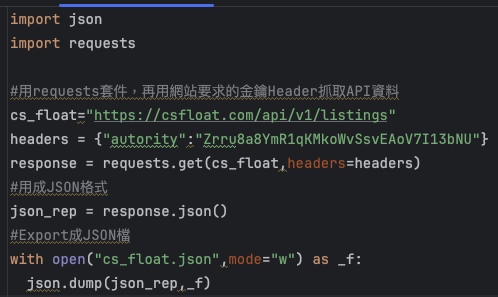 import json
import requests
#用requests套件，再用網站要求的金鑰Header抓取API資料
cs_float="https://csfloat.com/api/v1/listings"
headers = {"autority":"Zrru8a8YmR1qKMkoWvSsvEAoV7I13bNU"}
response = requests.get(cs_float,headers=headers)
#用成JSON格式
json_rep = response.json()
#Export成JSON檔
with open("cs_float.json",mode="w") as _f:
  json.dump(json_rep,_f)